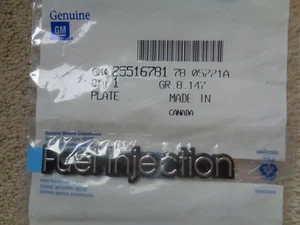 Genuine
GM
GM# 25516781 78 05221A
QTY 1 GR.8.147
PLATE MADE IN
CANADA
Fuel Injection